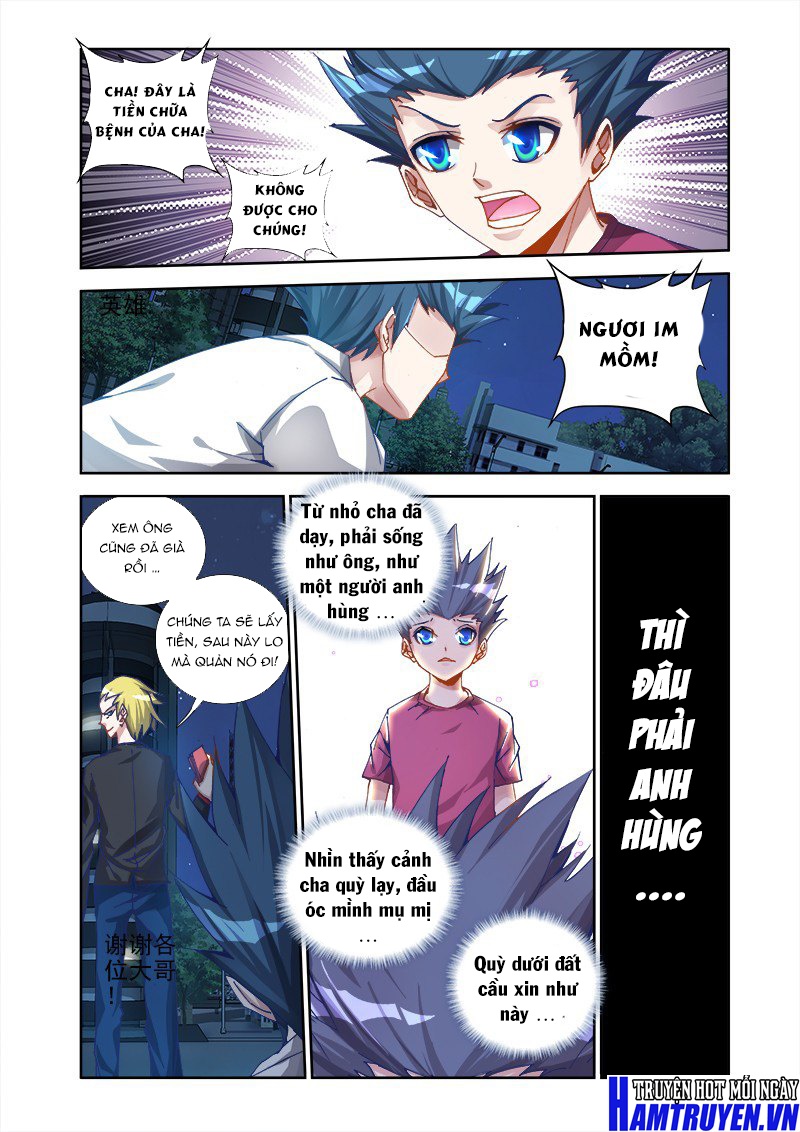 CHA! ĐÂY LÀ
TIỀN CHỮA
BỆNH CỦA CHA!
KHÔNG
ĐƯỢC CHO
CHÚNG!
英雄
NGƯƠI IM
MỒM!
XEM ÔNG
CŨNG ĐÃ GIÀ
RỒI ...
CHÚNG TA SẼ LẤY
TIỀN, SAU NÀY LO
MÀ QUẢN NÓ ĐI!
谢谢各
位大哥
!
Từ nhỏ cha đã
dạy, phải sống
như ông, như
một người anh
hùng ...
Nhìn thấy cảnh
cha quỳ lạy, đầu
óc mình mụ mị
...
Quỳ dưới đất
cầu xin như
này ...
THÌ
ĐÂU
PHẢI
ANH
HÙNG
....
TRUYỆN HOT MỖI NGÀY
HAMTRUYEN.VN